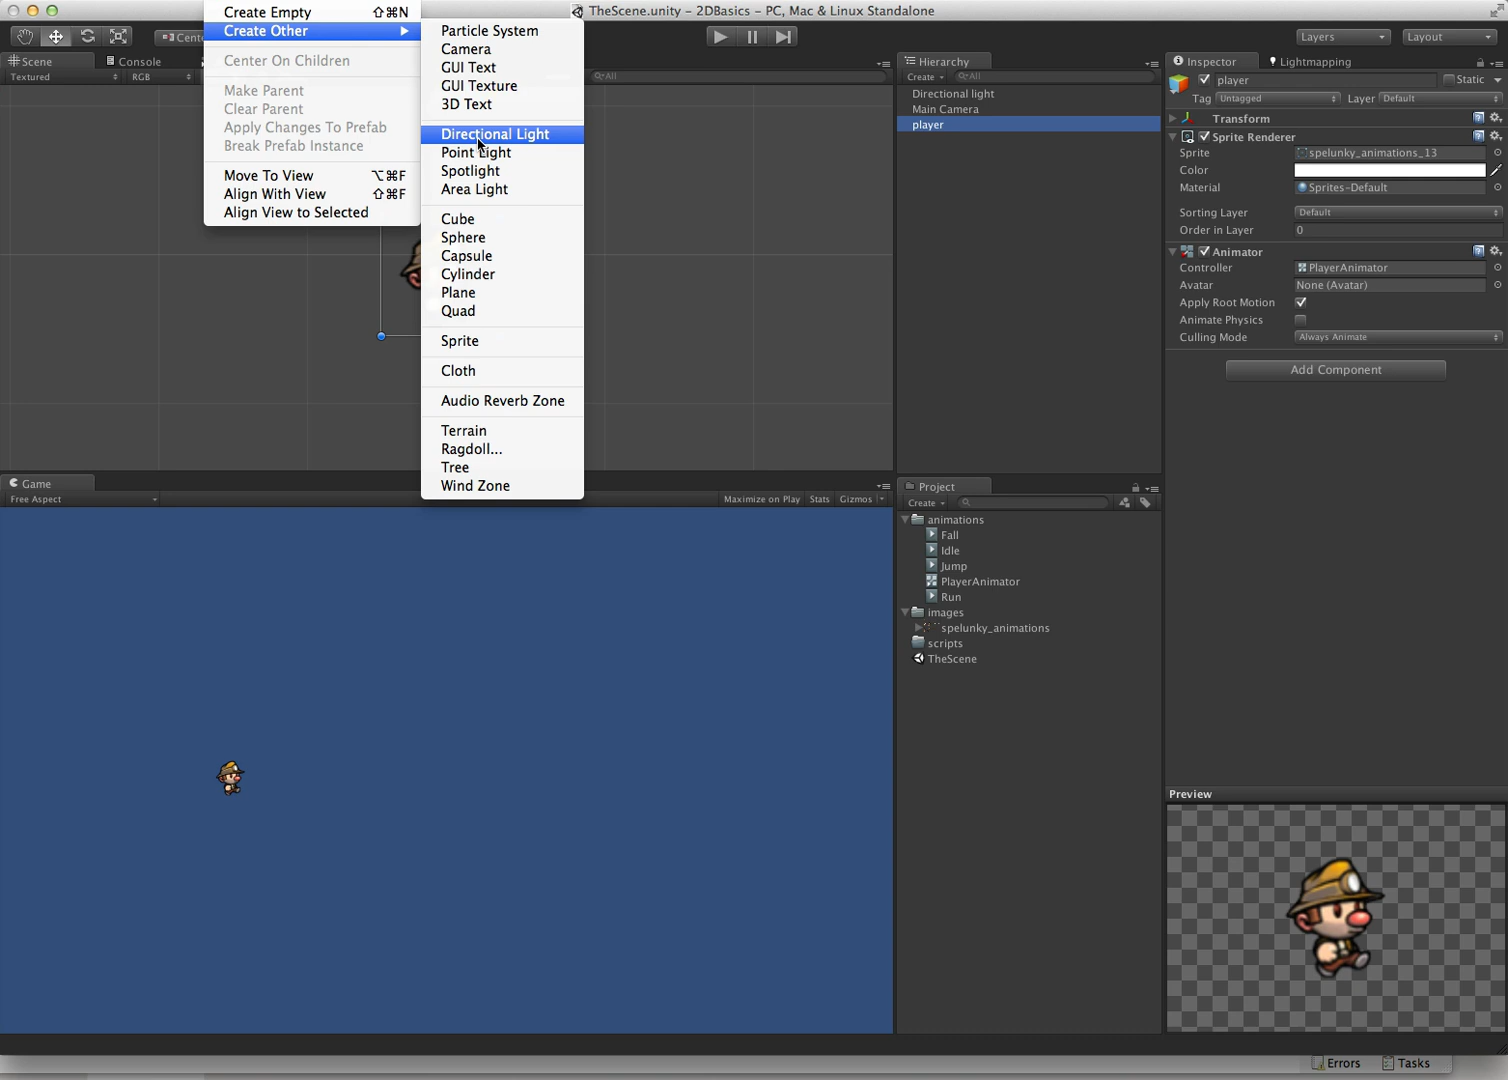 TheScene.unity - 2DBasics - PC, Mac & Linux Standalone
Create Empty ⇧⌘N
Create Other ▶
Center On Children
Make Parent
Clear Parent
Apply Changes To Prefab
Break Prefab Instance
Move To View ⌥⌘F
Align With View ⇧⌘F
Align View to Selected
Particle System
Camera
GUI Text
GUI Texture
3D Text
Directional Light
Point Light
Spotlight
Area Light
Cube
Sphere
Capsule
Cylinder
Plane
Quad
Sprite
Cloth
Audio Reverb Zone
Terrain
Ragdoll...
Tree
Wind Zone
Layers
Layout
Scene
Console
Textured
RGB
All
Game
Free Aspect
Maximize on Play Stats Gizmos
Hierarchy
Create All
Directional light
Main Camera
player
Project
Create
animations
Fall
Idle
Jump
PlayerAnimator
Run
images
spelunky_animations
scripts
TheScene
Inspector
Lightmapping
player Static
Tag Untagged Layer Default
Transform
Sprite Renderer
Sprite spelunky_animations_13
Color
Material Sprites-Default
Sorting Layer Default
Order in Layer 0
Animator
Controller PlayerAnimator
Avatar None (Avatar)
Apply Root Motion
Animate Physics
Culling Mode Always Animate
Add Component
Preview
Errors Tasks